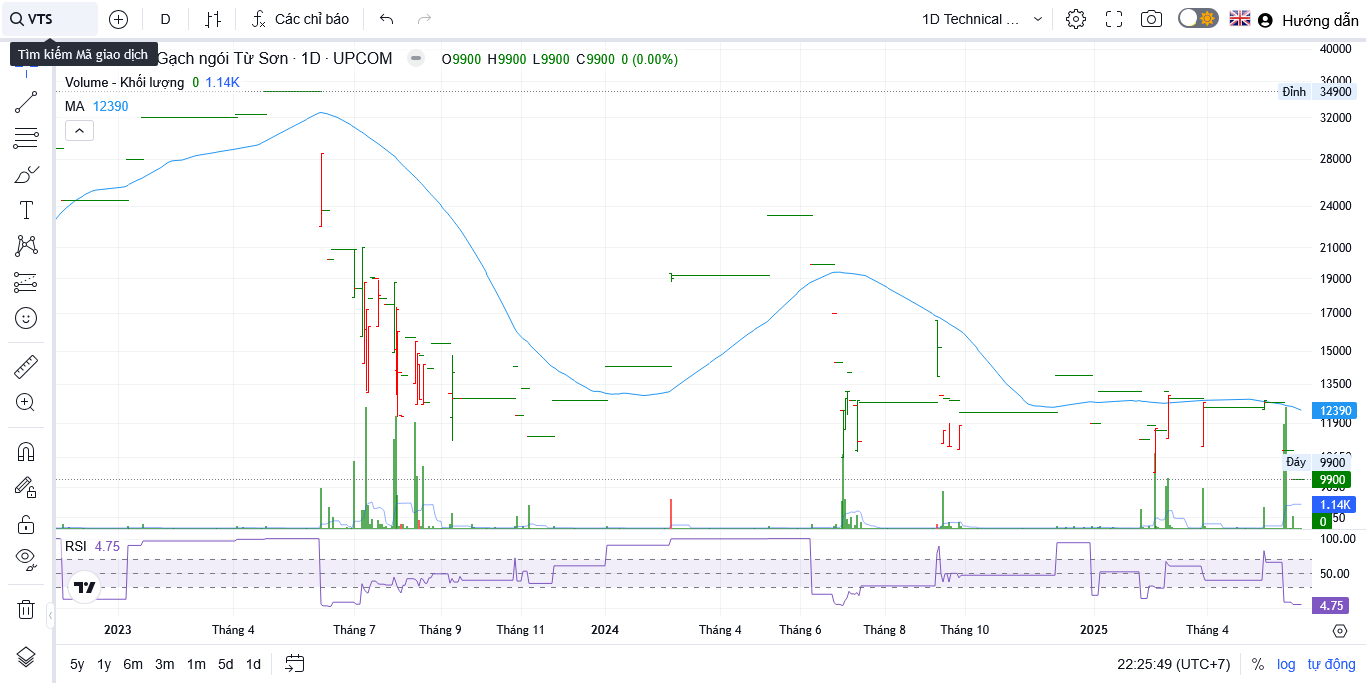 VTS
D
Các chỉ báo
1D Technical ...
Hướng dẫn
Tìm kiếm Mã giao dịch
Gạch ngói Từ Sơn · 1D · UPCOM
O9900 H9900 L9900 C9900 0 (0.00%)
Volume - Khối lượng 0 1.14K
MA 12390
40000
36000
Đỉnh 34900
32000
28000
24000
21000
19000
17000
15000
13500
12390
11900
Đáy 9900
9900
1.14K
0
RSI 4.75
100.00
50.00
4.75
2023 Tháng 4 Tháng 7 Tháng 9 Tháng 11 2024 Tháng 4 Tháng 6 Tháng 8 Tháng 10 2025 Tháng 4
5y 1y 6m 3m 1m 5d 1d
22:25:49 (UTC+7) % log tự động